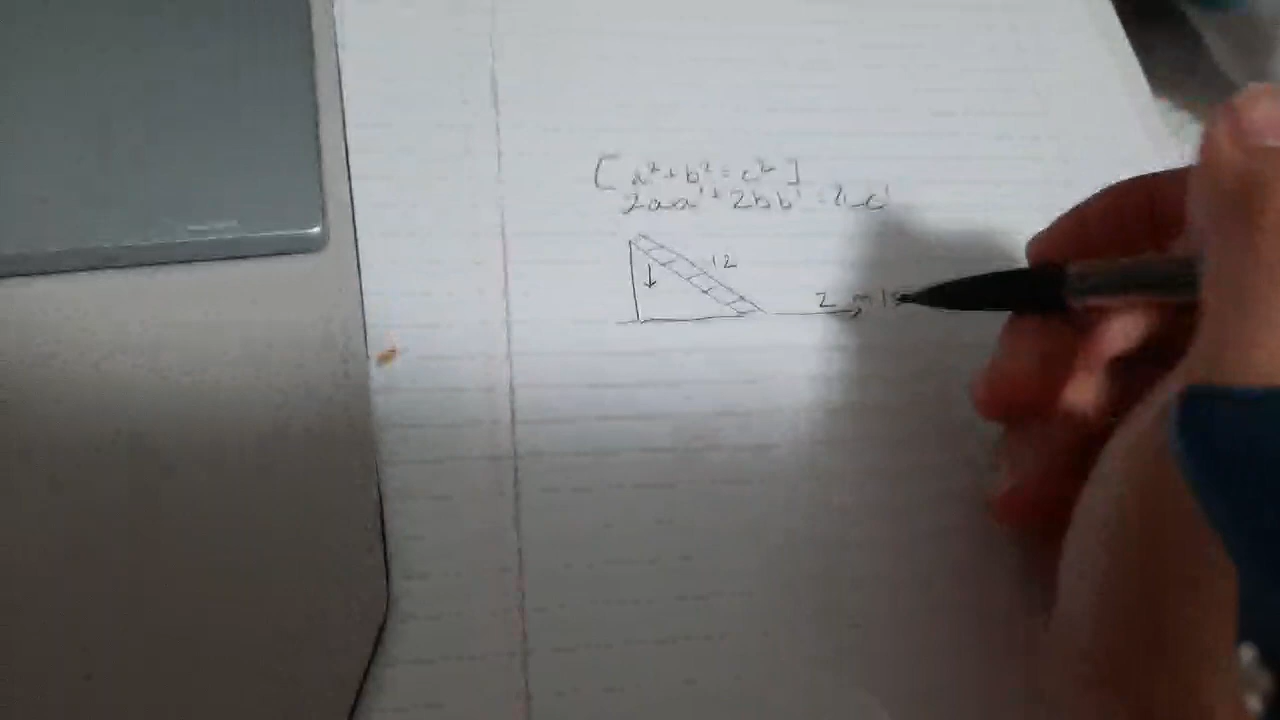 [a² + b² = c²]
2aa' + 2bb' = 2cc'
12
2 m/s